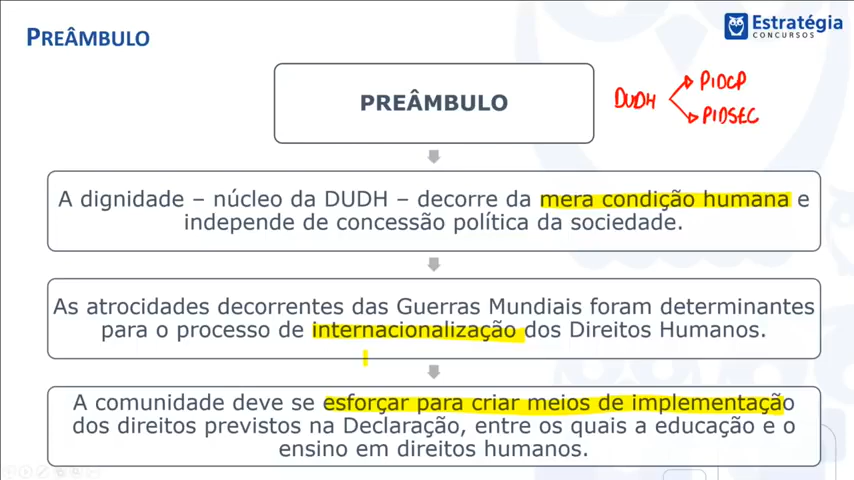 PREÂMBULO
Estratégia
CONCURSOS
PREÂMBULO
DUDH
PIDCP
PIDSEC
A dignidade – núcleo da DUDH – decorre da mera condição humana e
independe de concessão política da sociedade.
As atrocidades decorrentes das Guerras Mundiais foram determinantes
para o processo de internacionalização dos Direitos Humanos.
A comunidade deve se esforçar para criar meios de implementação
dos direitos previstos na Declaração, entre os quais a educação e o
ensino em direitos humanos.